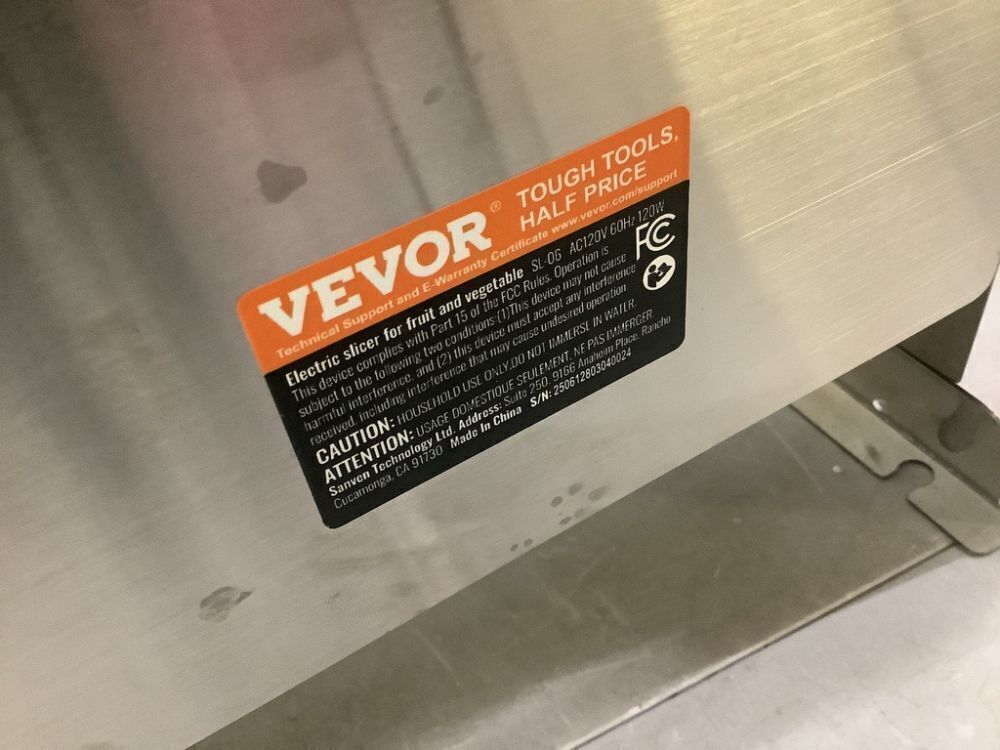 VEVOR® TOUGH TOOLS,
HALF PRICE
Technical Support and E-Warranty Certificate www.vevor.com/support
Electric slicer for fruit and vegetable SL-06 AC120V 60Hz 120W
This device complies with Part 15 of the FCC Rules. Operation is
subject to the following two conditions:(1)This device may not cause
harmful interference, and (2) this device must accept any interference
received, including interference that may cause undesired operation.
FC
CAUTION: HOUSEHOLD USE ONLY.DO NOT IMMERSE IN WATER.
ATTENTION: USAGE DOMESTIQUE SEULEMENT, NE PAS IMMERGER.
Sanven Technology Ltd. Address: Suite 250, 9166 Anaheim Place, Rancho
Cucamonga, CA 91730 Made In China S/N: 250612803040024